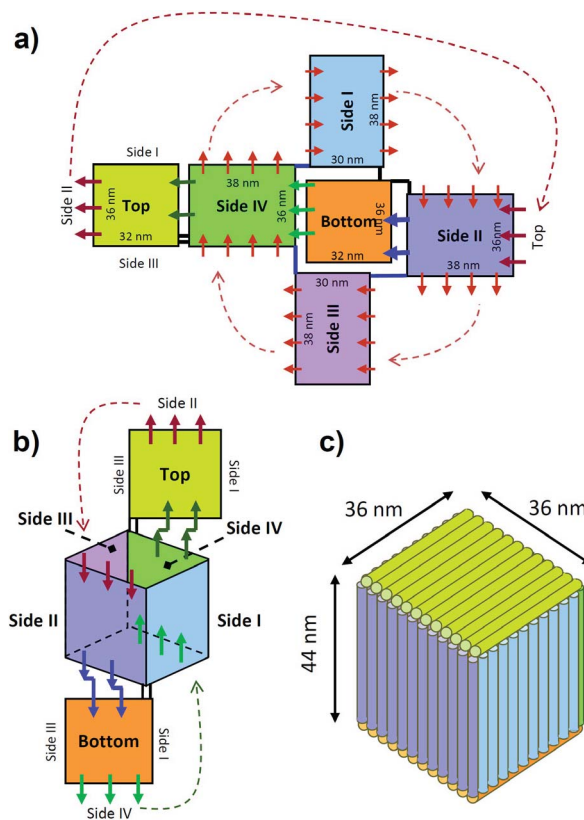 a)
Side I
38 nm
30 nm
Side I
Side II
36 nm
Top
32 nm
Side III
38 nm
Side IV
36 nm
Bottom
36 nm
32 nm
Side II
36nm
38 nm
Top
30 nm
Side III
38 nm
b)
Side II
Side III
Top
Side I
Side III
Side IV
Side II
Side I
Side III
Bottom
Side I
Side IV
c)
36 nm
36 nm
44 nm